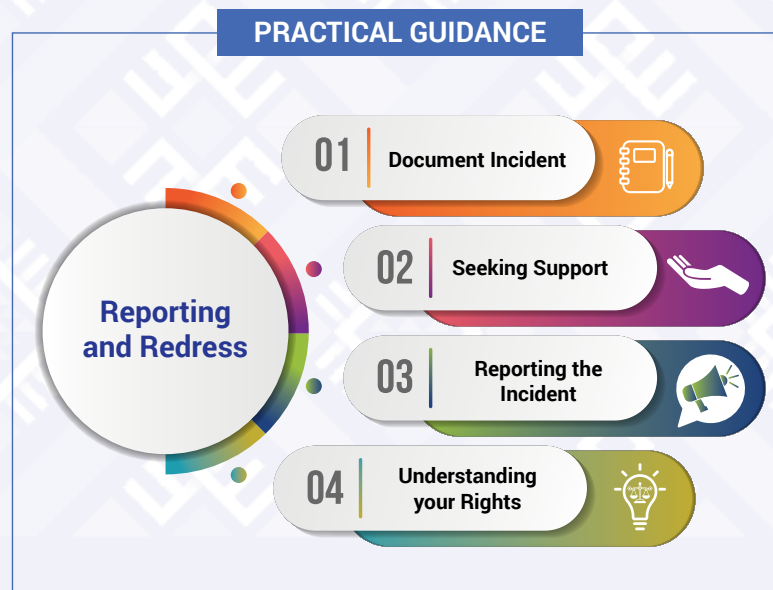 PRACTICAL GUIDANCE
Reporting
and Redress
01
Document Incident
02
Seeking Support
03
Reporting the
Incident
04
Understanding
your Rights